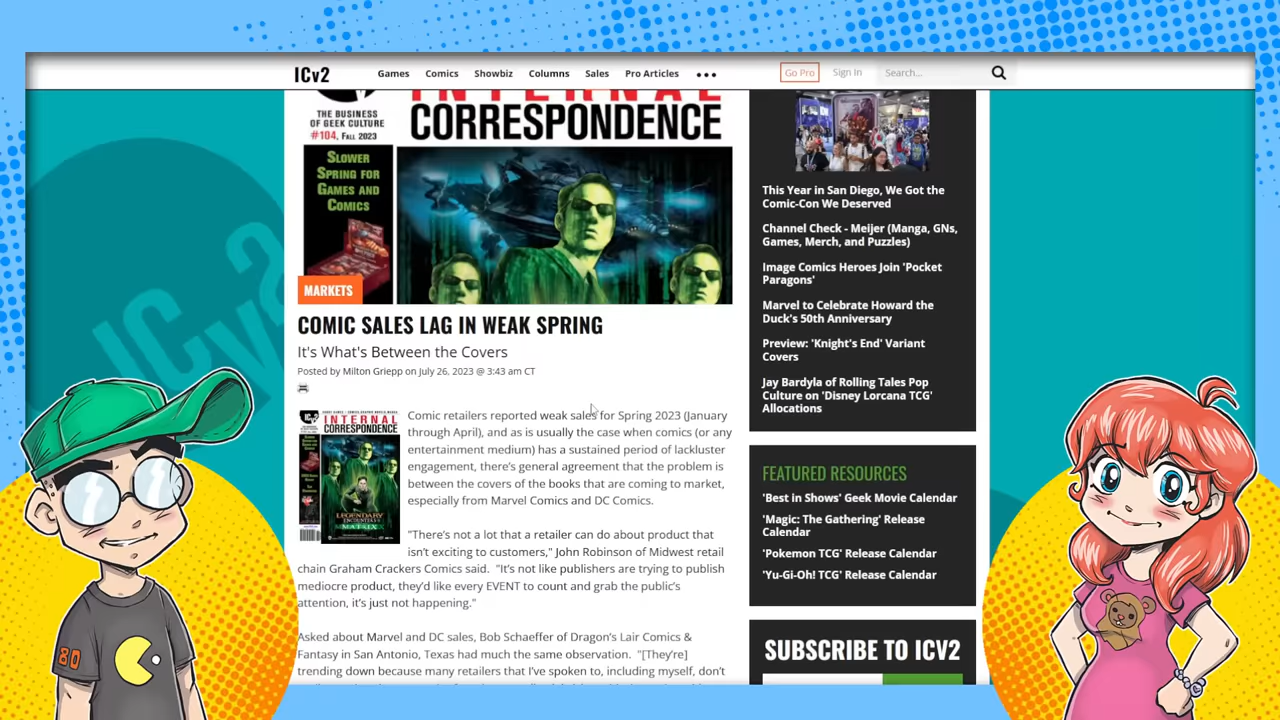 ICv2
Games
Comics
Showbiz
Columns
Sales
Pro Articles
Go Pro
Sign In
Search...
INTERNAL
CORRESPONDENCE
THE BUSINESS
OF GEEK CULTURE
#104, FALL 2023
SLOWER
SPRING FOR
GAMES AND
COMICS
MARKETS
COMIC SALES LAG IN WEAK SPRING
It's What's Between the Covers
Posted by Milton Griepp on July 26, 2023 @ 3:43 am CT
INTERNAL
CORRESPONDENCE
LEGENDARY
ENCOUNTERS
MATRIX
Comic retailers reported weak sales for Spring 2023 (January
through April), and as is usually the case when comics (or any
entertainment medium) has a sustained period of lackluster
engagement, there's general agreement that the problem is
between the covers of the books that are coming to market,
especially from Marvel Comics and DC Comics.
"There's not a lot that a retailer can do about product that
isn't exciting to customers," John Robinson of Midwest retail
chain Graham Crackers Comics said. "It's not like publishers are trying to publish
mediocre product, they'd like every EVENT to count and grab the public's
attention, it's just not happening."
Asked about Marvel and DC sales, Bob Schaeffer of Dragon's Lair Comics &
Fantasy in San Antonio, Texas had much the same observation. "[They're]
trending down because many retailers that I've spoken to, including myself, don't
This Year in San Diego, We Got the
Comic-Con We Deserved
Channel Check - Meijer (Manga, GNs,
Games, Merch, and Puzzles)
Image Comics Heroes Join 'Pocket
Paragons'
Marvel to Celebrate Howard the
Duck's 50th Anniversary
Preview: 'Knight's End' Variant
Covers
Jay Bardyla of Rolling Tales Pop
Culture on 'Disney Lorcana TCG'
Allocations
FEATURED RESOURCES
'Best in Shows' Geek Movie Calendar
'Magic: The Gathering' Release
Calendar
'Pokemon TCG' Release Calendar
'Yu-Gi-Oh! TCG' Release Calendar
SUBSCRIBE TO ICV2
ICv2
80